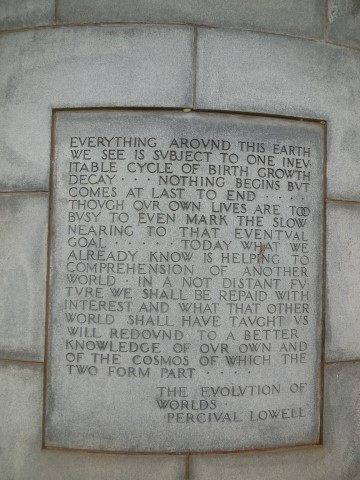 EVERYTHING AROVND THIS EARTH
WE SEE IS SVBJECT TO ONE INEV·
ITABLE CYCLE OF BIRTH GROWTH
DECAY · · · NOTHING BEGINS BVT
COMES AT LAST TO END · · ·
THOVGH OVR OWN LIVES ARE TOO
BVSY TO EVEN MARK THE SLOW
NEARING TO THAT EVENTVAL
GOAL · · · · · TODAY WHAT WE
ALREADY KNOW IS HELPING TO
COMPREHENSION OF ANOTHER
WORLD · IN A NOT DISTANT FV·
TVRE WE SHALL BE REPAID WITH
INTEREST AND WHAT THAT OTHER
WORLD SHALL HAVE TAVGHT VS
WILL REDOVND TO A BETTER
KNOWLEDGE OF OVR OWN AND
OF THE COSMOS OF WHICH THE
TWO FORM PART · · · ·
THE EVOLVTION OF
WORLDS ·
PERCIVAL LOWELL